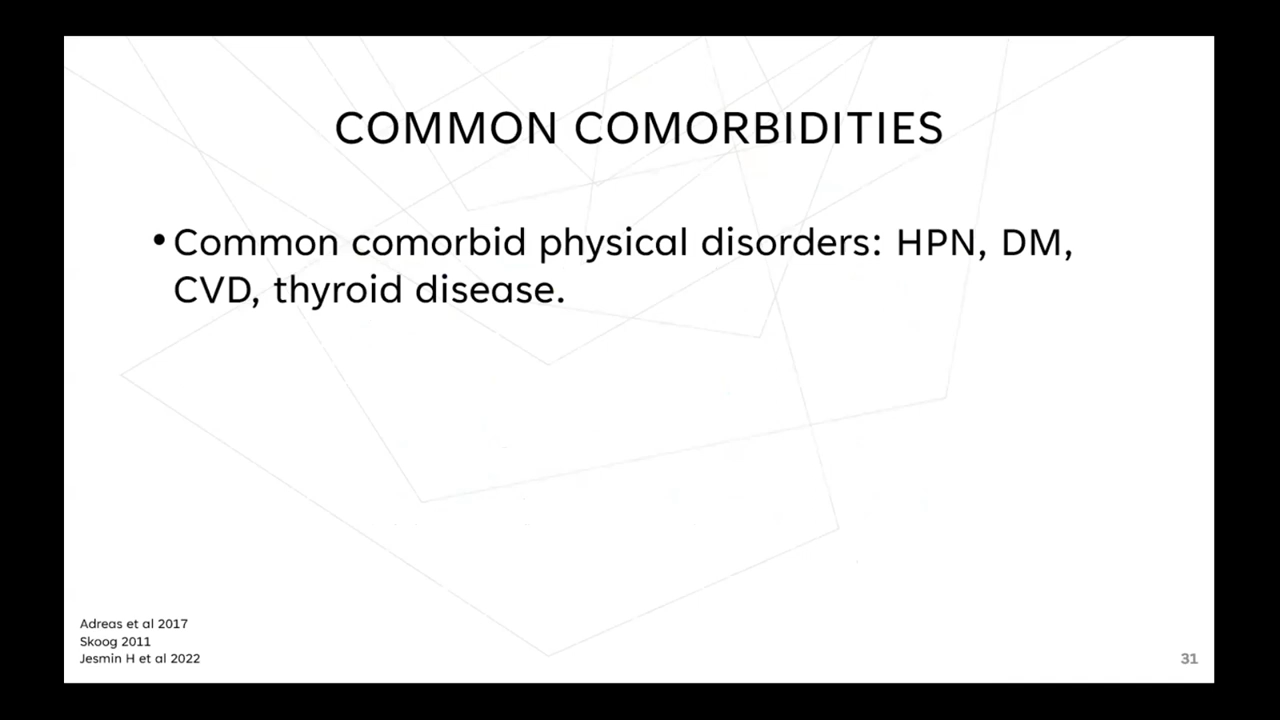 COMMON COMORBIDITIES
• Common comorbid physical disorders: HPN, DM,
CVD, thyroid disease.
Adreas et al 2017
Skoog 2011
Jesmin H et al 2022
31